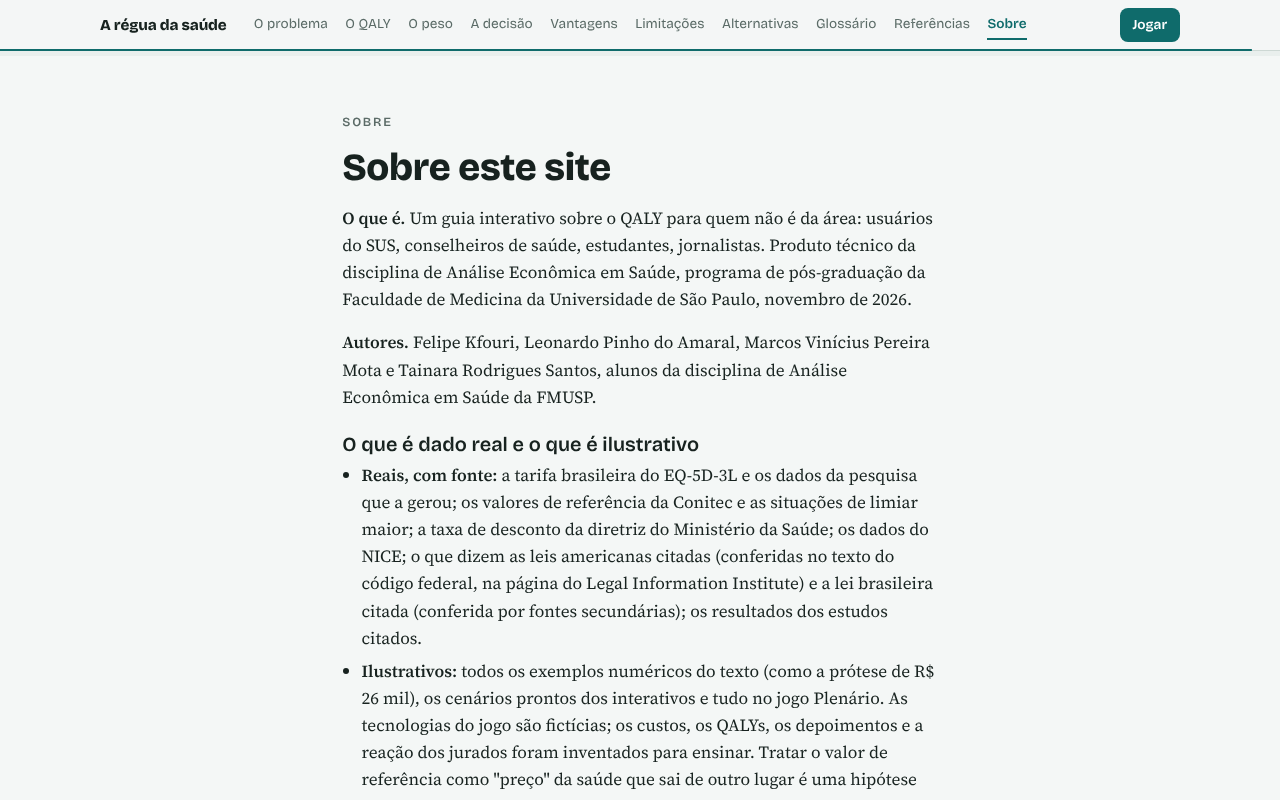 A régua da saúde
O problema
O QALY
O peso
A decisão
Vantagens
Limitações
Alternativas
Glossário
Referências
Sobre
Jogar
SOBRE
Sobre este site
O que é. Um guia interativo sobre o QALY para quem não é da área: usuários
do SUS, conselheiros de saúde, estudantes, jornalistas. Produto técnico da
disciplina de Análise Econômica em Saúde, programa de pós-graduação da
Faculdade de Medicina da Universidade de São Paulo, novembro de 2026.
Autores. Felipe Kfouri, Leonardo Pinho do Amaral, Marcos Vinícius Pereira
Mota e Tainara Rodrigues Santos, alunos da disciplina de Análise
Econômica em Saúde da FMUSP.
O que é dado real e o que é ilustrativo
• Reais, com fonte: a tarifa brasileira do EQ-5D-3L e os dados da pesquisa
que a gerou; os valores de referência da Conitec e as situações de limiar
maior; a taxa de desconto da diretriz do Ministério da Saúde; os dados do
NICE; o que dizem as leis americanas citadas (conferidas no texto do
código federal, na página do Legal Information Institute) e a lei brasileira
citada (conferida por fontes secundárias); os resultados dos estudos
citados.
• Ilustrativos: todos os exemplos numéricos do texto (como a prótese de R$
26 mil), os cenários prontos dos interativos e tudo no jogo Plenário. As
tecnologias do jogo são fictícias; os custos, os QALYs, os depoimentos e a
reação dos jurados foram inventados para ensinar. Tratar o valor de
referência como "preço" da saúde que sai de outro lugar é uma hipótese